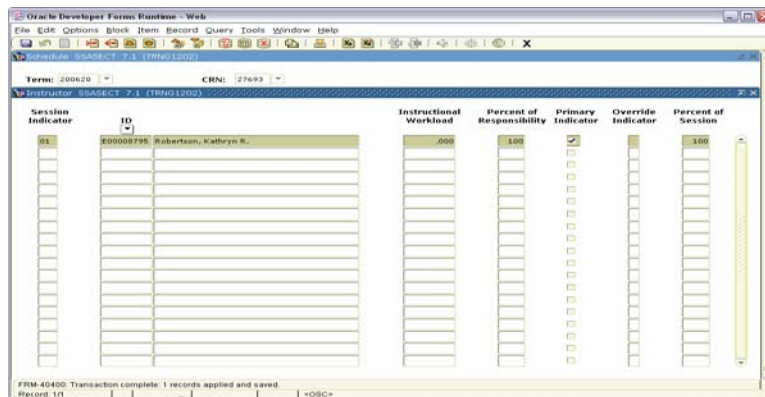 Oracle Developer Forms Runtime - Web
File Edit Options Block Item Record Query Tools Window Help
Schedule SSASECT 7.1 (TRNG1202)
Term: 200620 CRN: 27693
Instructor SSASECT 7.1 (TRNG1202)
Session Indicator ID Instructional Workload Percent of Responsibility Primary Indicator Override Indicator Percent of Session
01 E00008795 Robertson, Kathryn R. .000 100 100
FRM-40400: Transaction complete: 1 records applied and saved.
Record: 1/1 <OSC>